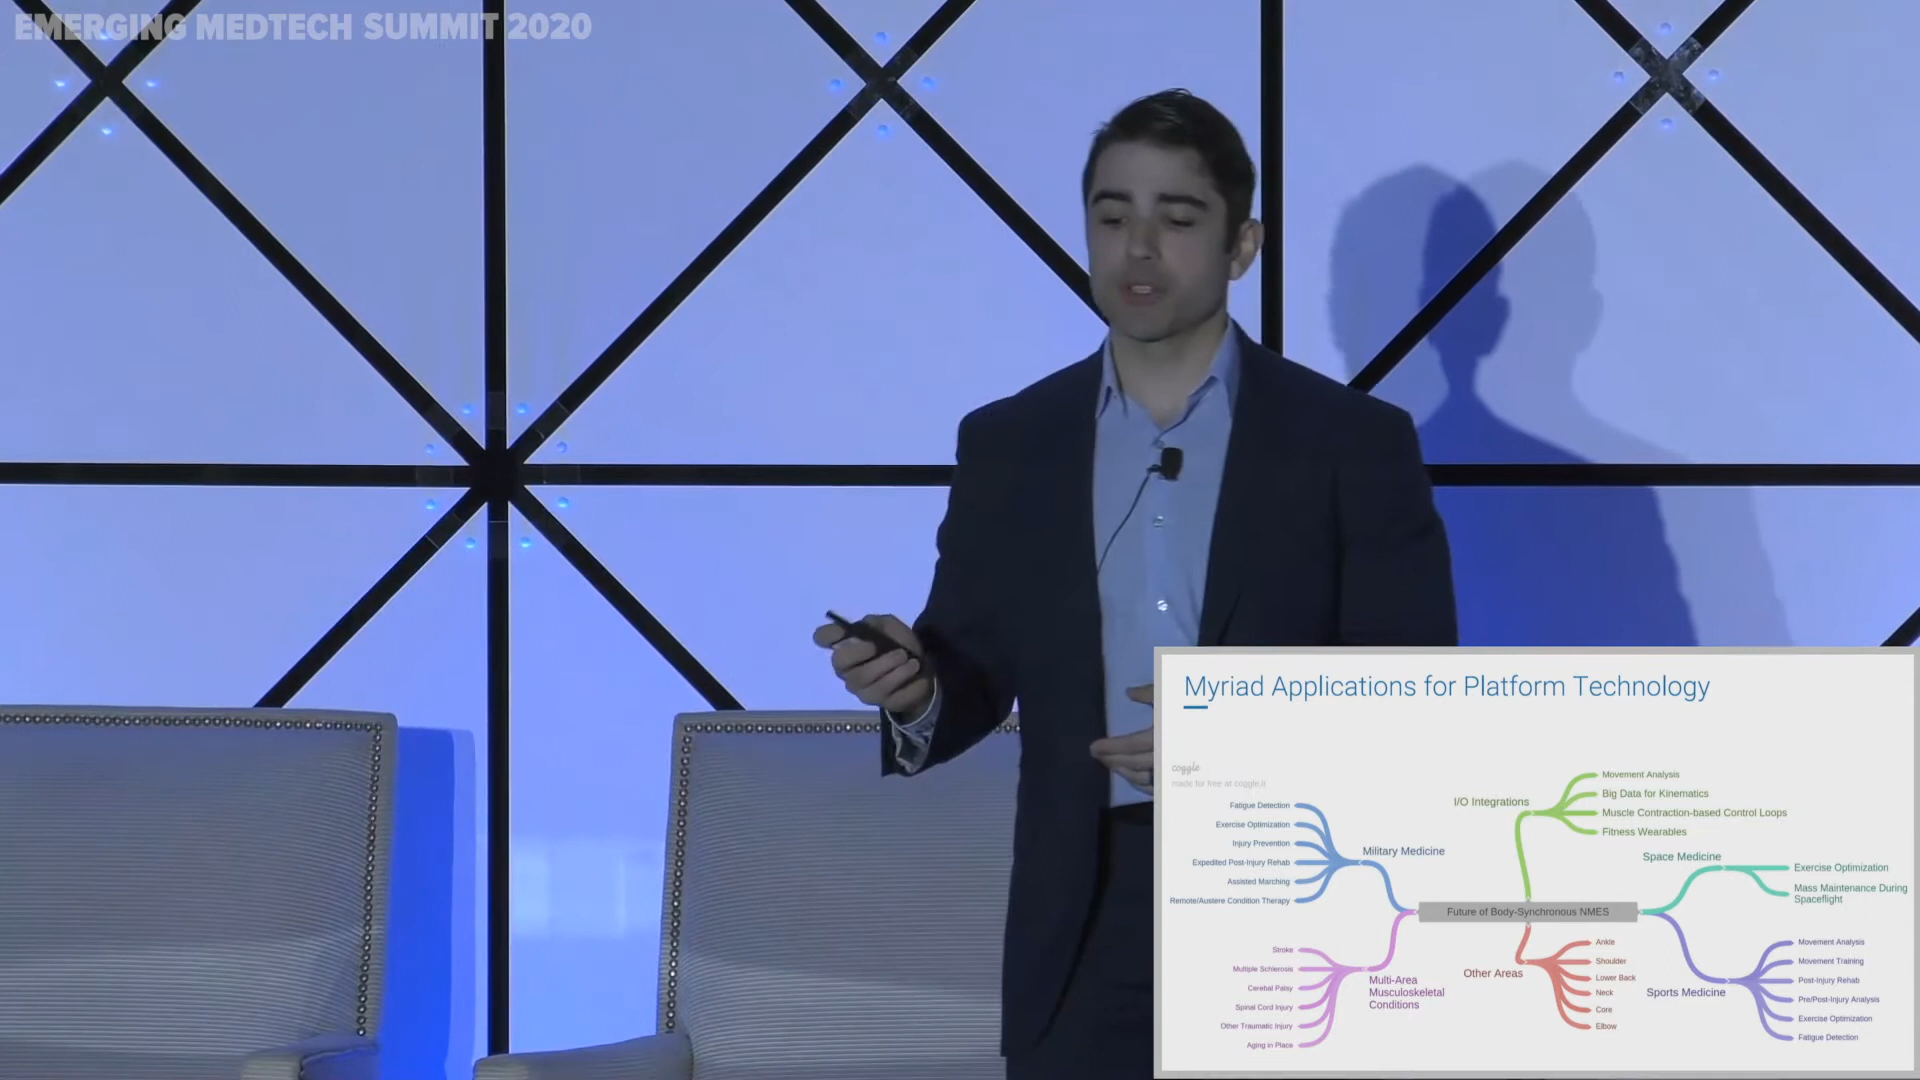 EMERGING MEDTECH SUMMIT 2020
Myriad Applications for Platform Technology
coggle
made for free at coggle.it
Fatigue Detection
Exercise Optimization
Injury Prevention
Expedited Post-Injury Rehab
Assisted Marching
Remote/Austere Condition Therapy
Military Medicine
I/O Integrations
Movement Analysis
Big Data for Kinematics
Muscle Contraction-based Control Loops
Fitness Wearables
Space Medicine
Exercise Optimization
Mass Maintenance During
Spaceflight
Future of Body-Synchronous NMES
Stroke
Multiple Schlerosis
Cerebal Palsy
Spinal Cord Injury
Other Traumatic Injury
Aging in Place
Multi-Area
Musculoskeletal
Conditions
Other Areas
Ankle
Shoulder
Lower Back
Neck
Core
Elbow
Sports Medicine
Movement Analysis
Movement Training
Post-Injury Rehab
Pre/Post-Injury Analysis
Exercise Optimization
Fatigue Detection